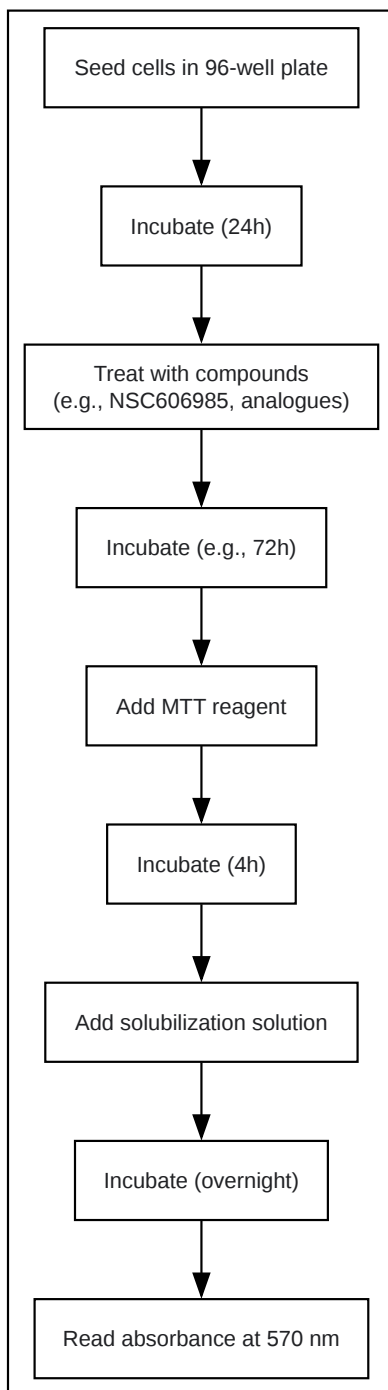 Seed cells in 96-well plate
Incubate (24h)
Treat with compounds
(e.g., NSC606985, analogues)
Incubate (e.g., 72h)
Add MTT reagent
Incubate (4h)
Add solubilization solution
Incubate (overnight)
Read absorbance at 570 nm